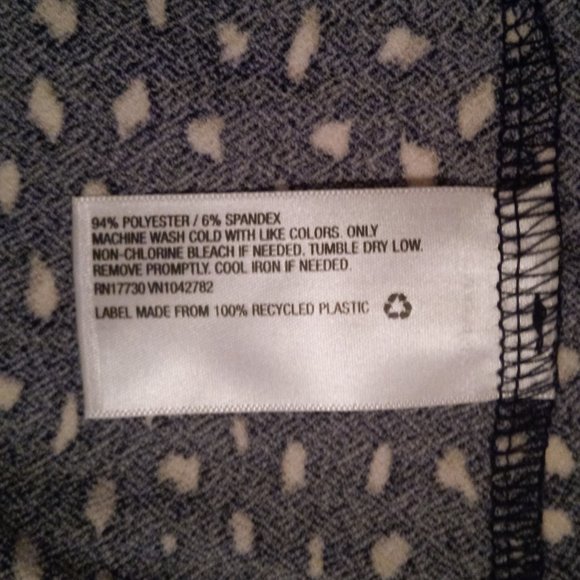 94% POLYESTER / 6% SPANDEX
MACHINE WASH COLD WITH LIKE COLORS. ONLY
NON-CHLORINE BLEACH IF NEEDED. TUMBLE DRY LOW.
REMOVE PROMPTLY. COOL IRON IF NEEDED.
RN17730 VN1042782
LABEL MADE FROM 100% RECYCLED PLASTIC